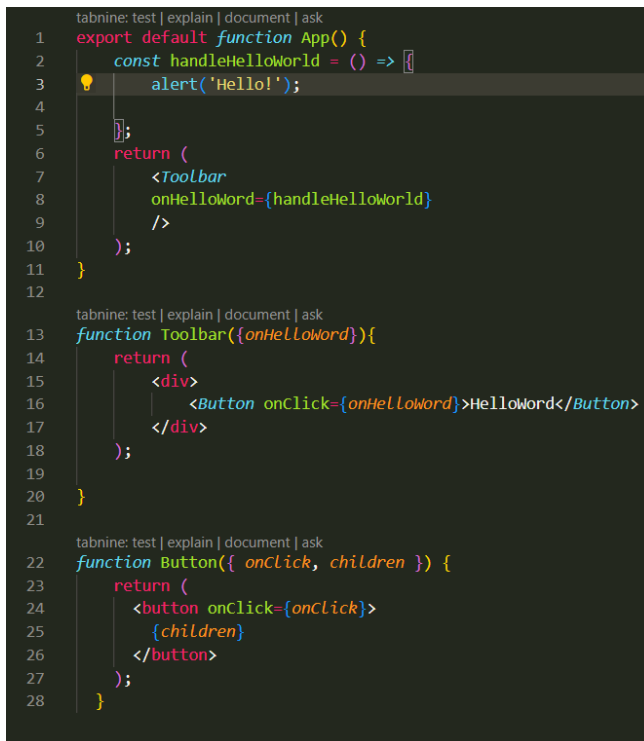 tabnine: test | explain | document | ask
1 export default function App() {
2 const handleHelloWorld = () => {
3 alert('Hello!');
4
5 };
6 return (
7 <Toolbar
8 onHelloWord={handleHelloWorld}
9 />
10 );
11 }
12
tabnine: test | explain | document | ask
13 function Toolbar({onHelloWord}){
14 return (
15 <div>
16 <Button onClick={onHelloWord}>HelloWord</Button>
17 </div>
18 );
19
20 }
21
tabnine: test | explain | document | ask
22 function Button({ onClick, children }) {
23 return (
24 <button onClick={onClick}>
25 {children}
26 </button>
27 );
28 }